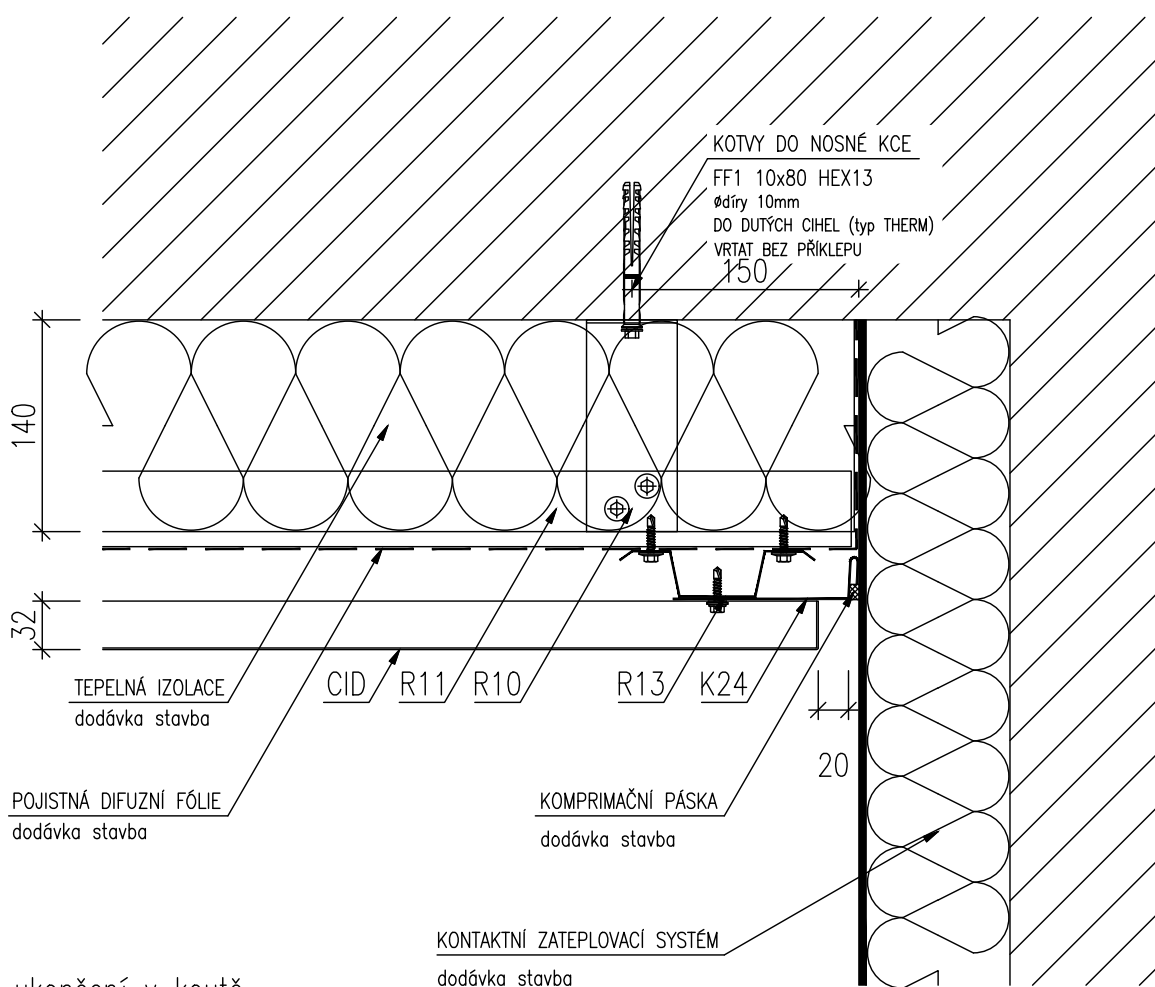 KOTVY DO NOSNÉ KCE
FF1 10x80 HEX13
ødíry 10mm
DO DUTÝCH CIHEL (typ THERM)
VRTAT BEZ PŘÍKLEPU
150
140
32
TEPELNÁ IZOLACE
dodávka stavba
CID
R11
R10
R13
K24
20
POJISTNÁ DIFUZNÍ FÓLIE
dodávka stavba
KOMPRIMAČNÍ PÁSKA
dodávka stavba
KONTAKTNÍ ZATEPLOVACÍ SYSTÉM
dodávka stavba
ukončení v koutě